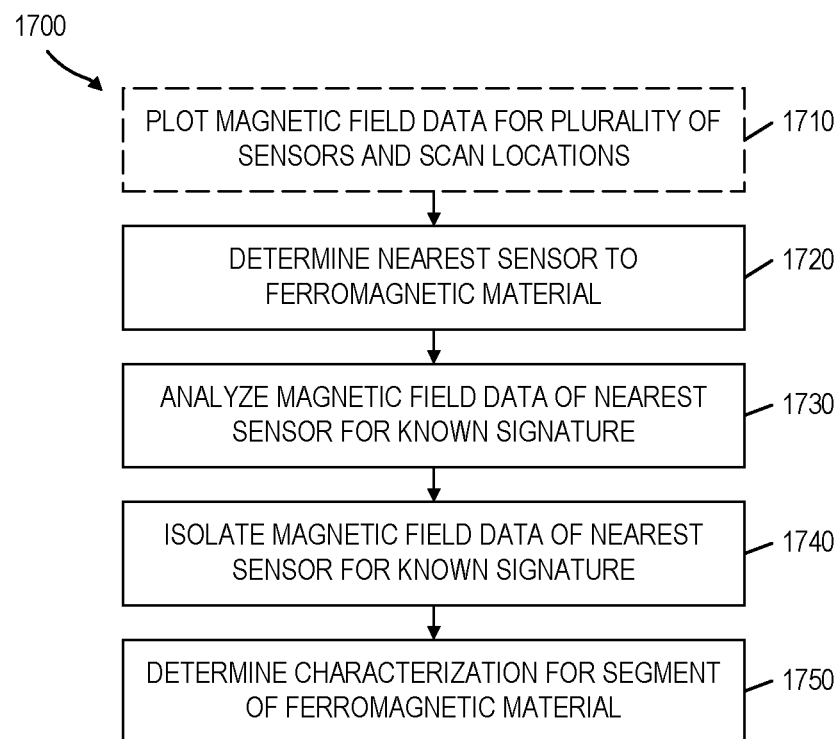 1700
PLOT MAGNETIC FIELD DATA FOR PLURALITY OF
SENSORS AND SCAN LOCATIONS
1710
DETERMINE NEAREST SENSOR TO
FERROMAGNETIC MATERIAL
1720
ANALYZE MAGNETIC FIELD DATA OF NEAREST
SENSOR FOR KNOWN SIGNATURE
1730
ISOLATE MAGNETIC FIELD DATA OF NEAREST
SENSOR FOR KNOWN SIGNATURE
1740
DETERMINE CHARACTERIZATION FOR SEGMENT
OF FERROMAGNETIC MATERIAL
1750